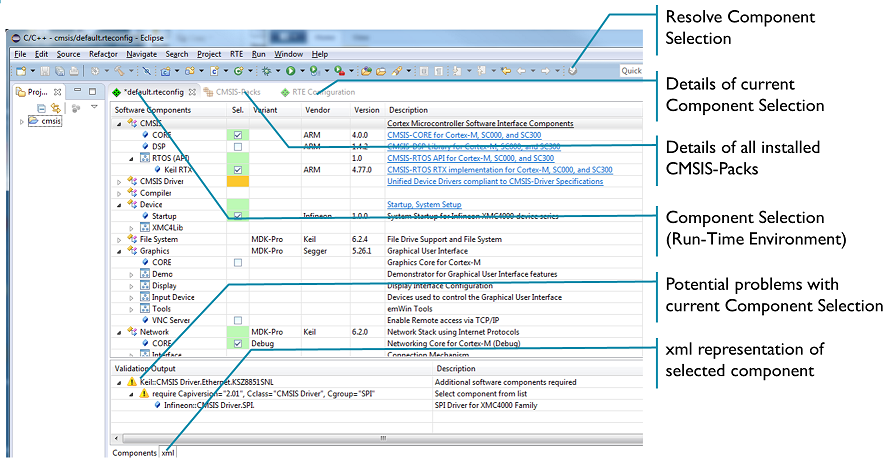 C/C++ - cmsis/default.rteconfig - Eclipse
File Edit Source Refactor Navigate Search Project RTE Run Window Help
Quick
Proj...
*default.rteconfig CMSIS-Packs RTE Configuration
cmsis
Software Components Sel. Variant Vendor Version Description
CMSIS Cortex Microcontroller Software Interface Components
CORE ARM 4.0.0 CMSIS-CORE for Cortex-M, SC000, and SC300
DSP ARM 1.4.2 CMSIS-DSP Library for Cortex-M, SC000, and SC300
RTOS (API) 1.0 CMSIS-RTOS API for Cortex-M, SC000, and SC300
Keil RTX ARM 4.77.0 CMSIS-RTOS RTX implementation for Cortex-M, SC000, and SC300
CMSIS Driver Unified Device Drivers compliant to CMSIS-Driver Specifications
Compiler
Device Startup, System Setup
Startup Infineon 1.0.0 System Startup for Infineon XMC4000 device series
XMC4Lib
File System MDK-Pro Keil 6.2.4 File Drive Support and File System
Graphics MDK-Pro Segger 5.26.1 Graphical User Interface
CORE Graphics Core for Cortex-M
Demo Demonstrator for Graphical User Interface features
Display Display Interface Configuration
Input Device Devices used to control the Graphical User Interface
Tools emWin Tools
VNC Server Enable Remote access via TCP/IP
Network MDK-Pro Keil 6.2.0 Network Stack using Internet Protocols
CORE Debug Networking Core for Cortex-M (Debug)
Interface Connection Mechanism
Validation Output Description
Keil::CMSIS Driver.Ethernet.KSZ8851SNL Additional software components required
require Capiversion="2.01", Cclass="CMSIS Driver", Cgroup="SPI" Select component from list
Infineon::CMSIS Driver.SPI. SPI Driver for XMC4000 Family
Components xml
Resolve Component
Selection
Details of current
Component Selection
Details of all installed
CMSIS-Packs
Component Selection
(Run-Time Environment)
Potential problems with
current Component Selection
xml representation of
selected component